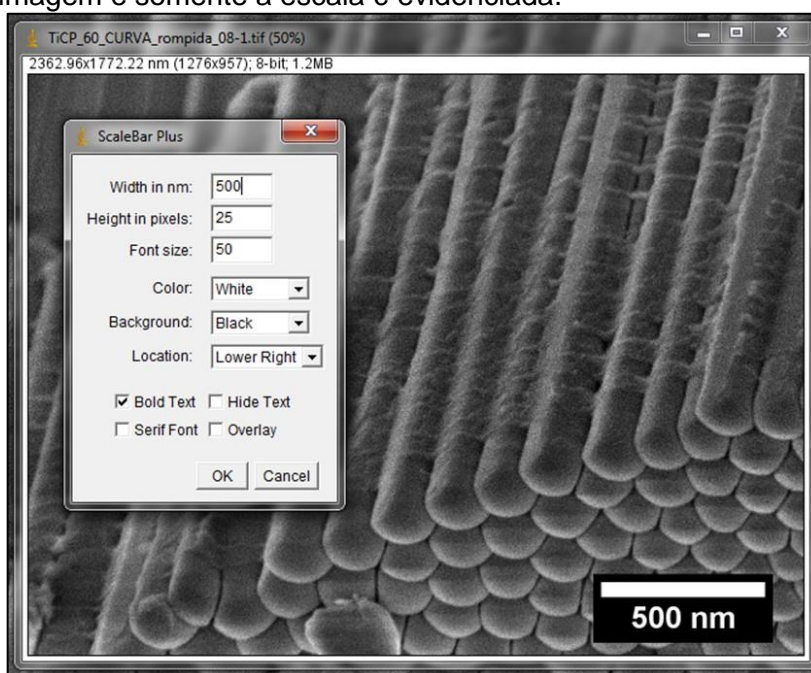 imagem e somente a escala é evidenciada.
TiCP_60_CURVA_rompida_08-1.tif (50%)
2362.96x1772.22 nm (1276x957); 8-bit; 1.2MB
ScaleBar Plus
Width in nm: 500
Height in pixels: 25
Font size: 50
Color: White
Background: Black
Location: Lower Right
Bold Text Hide Text
Serif Font Overlay
OK Cancel
500 nm